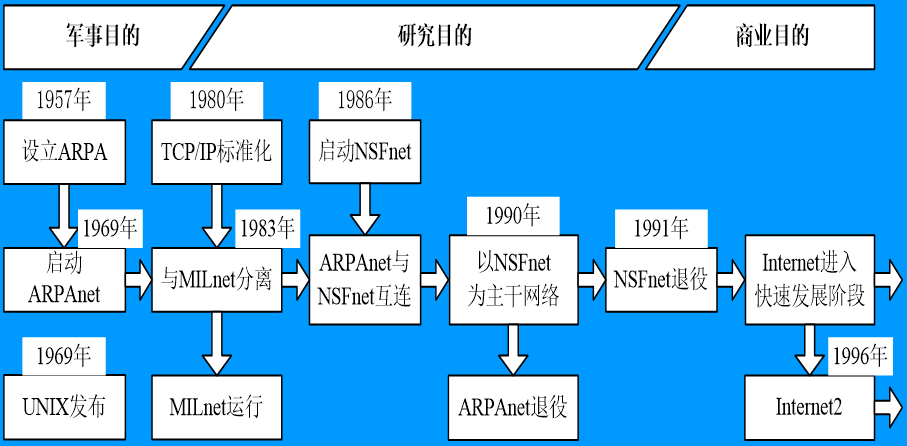 军事目的
研究目的
商业目的
1957年
1980年
1986年
设立ARPA
TCP/IP标准化
启动NSFnet
1969年
1983年
1990年
1991年
启动
ARPAnet
与MILnet分离
ARPAnet与
NSFnet互连
以NSFnet
为主干网络
NSFnet退役
Internet进入
快速发展阶段
1969年
1996年
UNIX发布
MILnet运行
ARPAnet退役
Internet2